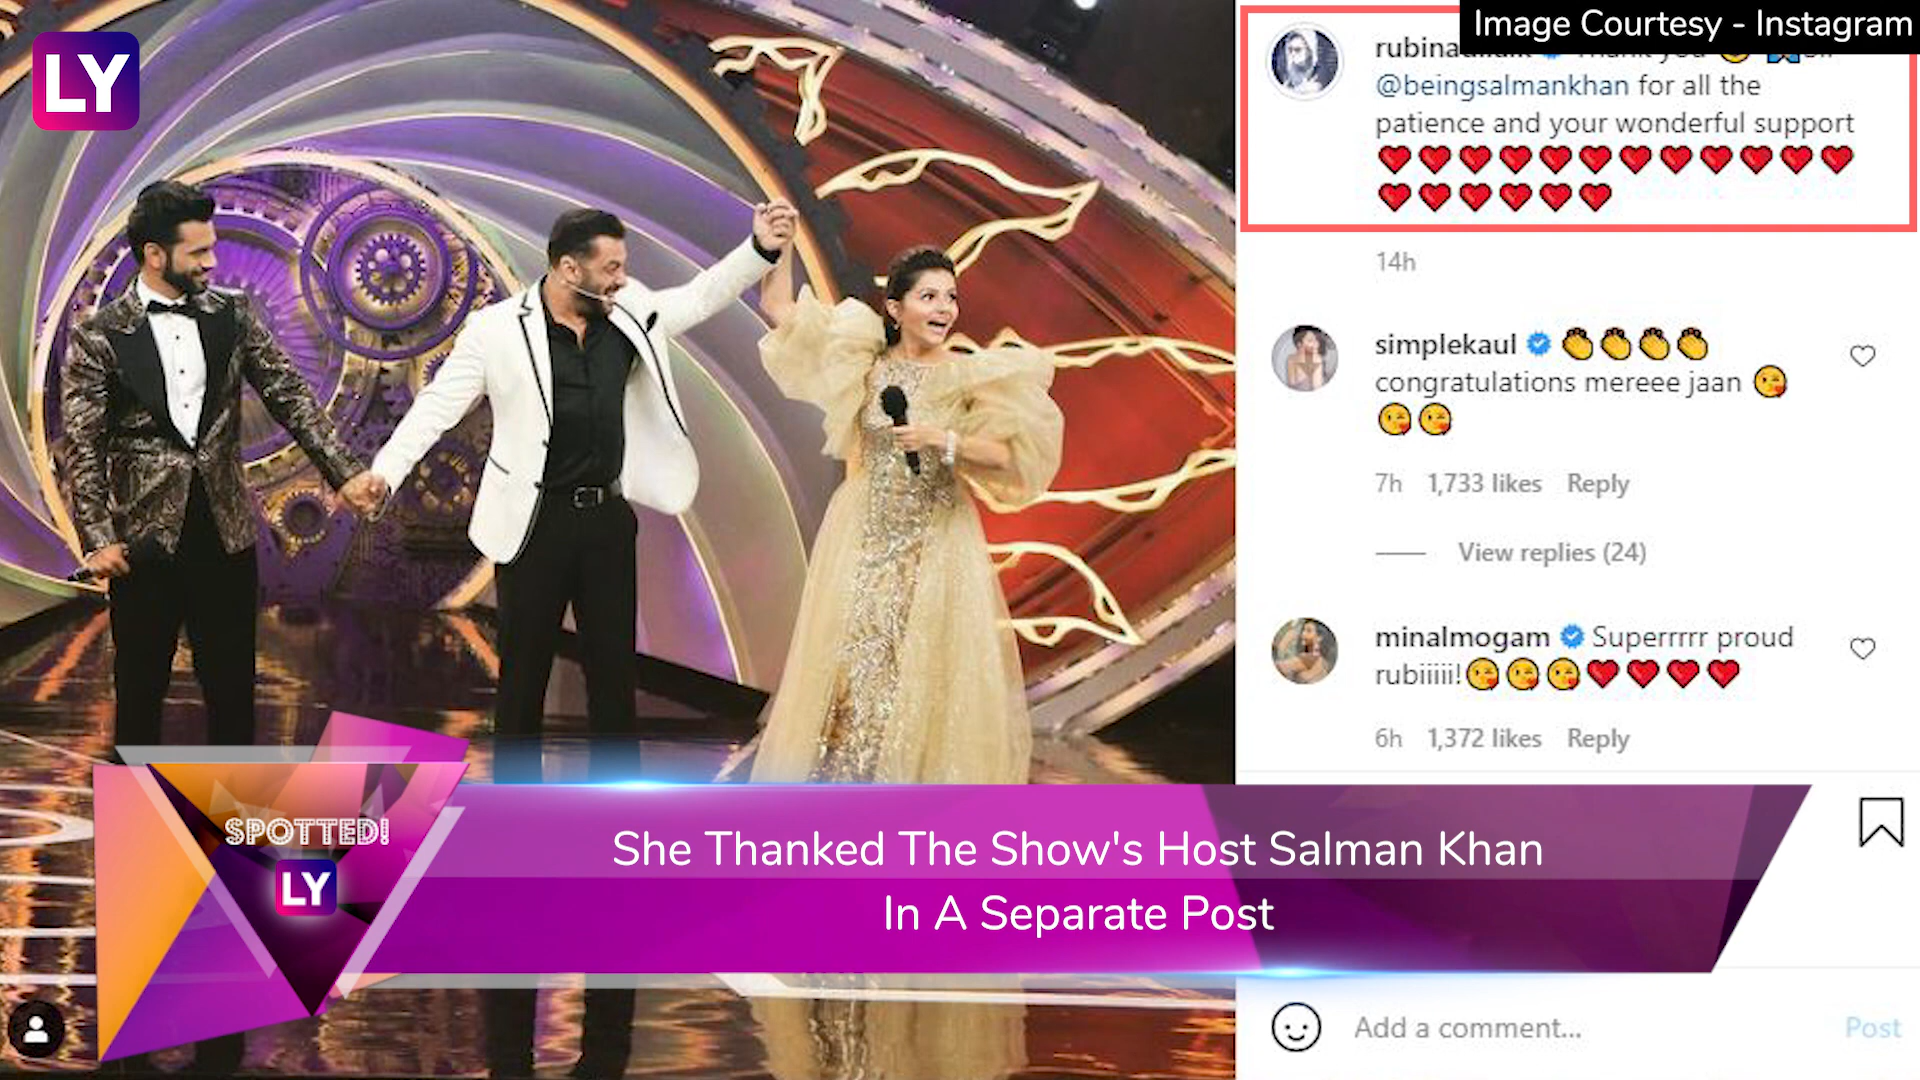 LY
Image Courtesy - Instagram
@beingsalmankhan for all the
patience and your wonderful support
14h
simplekaul
congratulations mereee jaan
7h 1,733 likes Reply
View replies (24)
minalmogam Superrrrr proud
rubiiiii!
6h 1,372 likes Reply
SPOTTED!
LY
She Thanked The Show's Host Salman Khan
In A Separate Post
Add a comment... Post